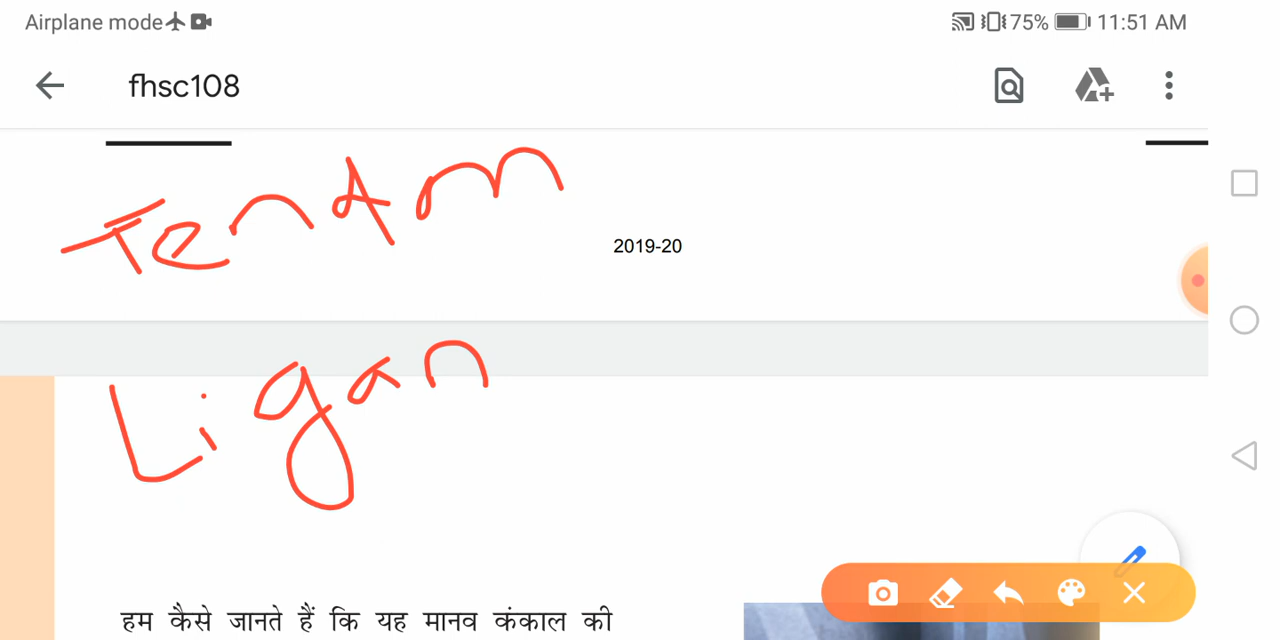 Airplane mode 75% 11:51 AM
fhsc108
Tendon
2019-20
Ligan
हम कैसे जानते हैं कि यह मानव कंकाल की